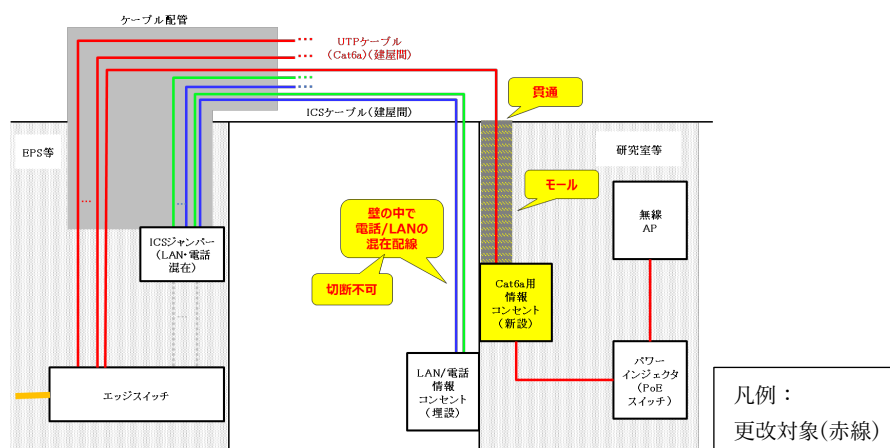 ケーブル配管
UTPケーブル
(Cat6a)(建屋間)
貫通
ICSケーブル(建屋間)
EPS等
研究室等
モール
無線
AP
壁の中で
電話/LANの
混在配線
ICSジャンパー
(LAN・電話
混在)
切断不可
Cat6a用
情報
コンセント
(新設)
LAN/電話
情報
コンセント
(埋設)
パワー
インジェクタ
(PoE
スイッチ)
エッジスイッチ
凡例：
更改対象(赤線)